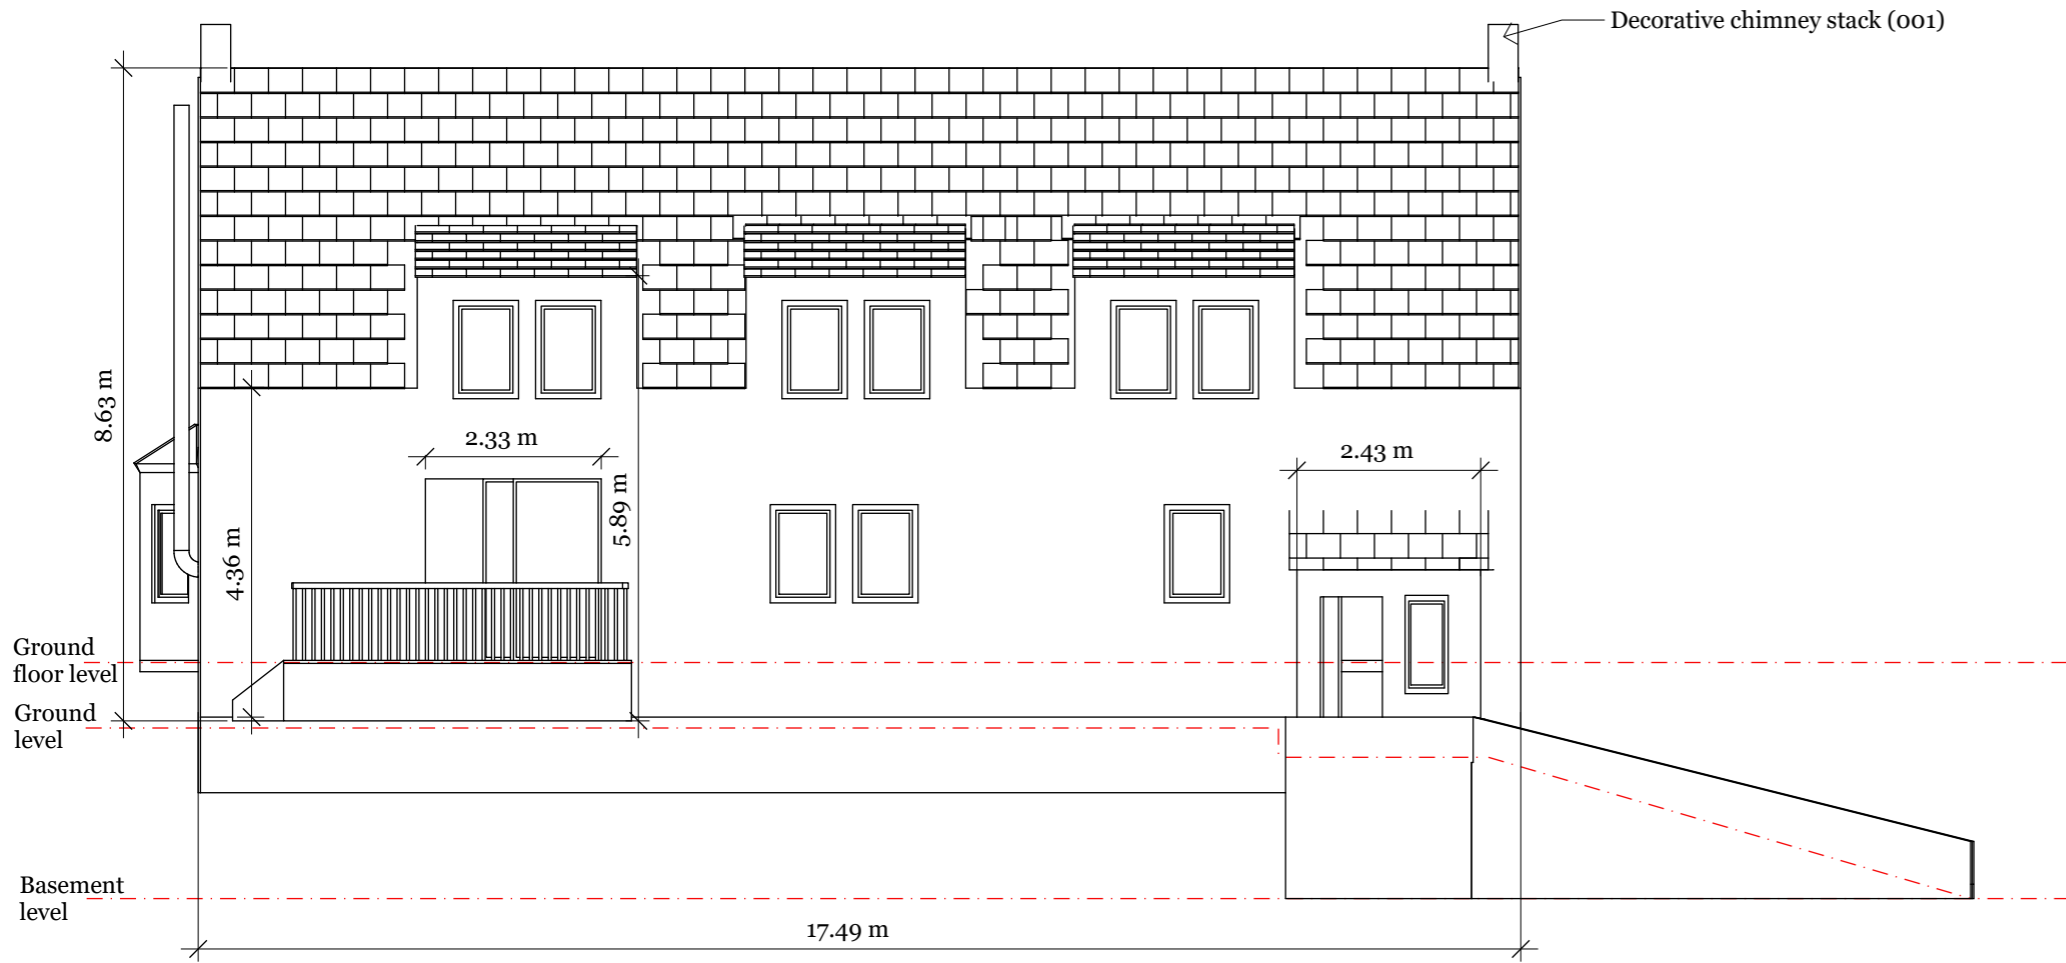 Decorative chimney stack (001)
8.63 m
2.33 m
2.43 m
5.89 m
4.36 m
Ground
floor level
Ground
level
Basement
level
17.49 m